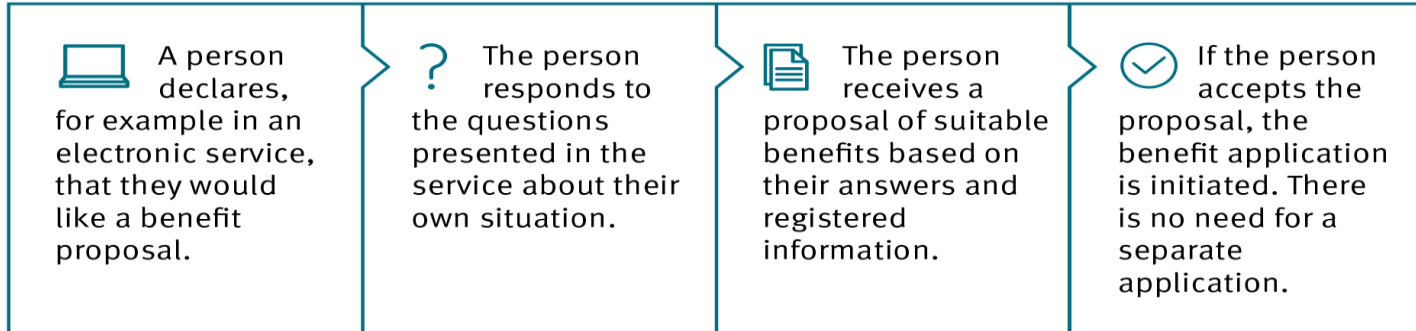 A person
declares,
for example in an
electronic service,
that they would
like a benefit
proposal.
?
The person
responds to
the questions
presented in the
service about their
own situation.
The person
receives a
proposal of suitable
benefits based on
their answers and
registered
information.
If the person
accepts the
proposal, the
benefit application
is initiated. There
is no need for a
separate
application.